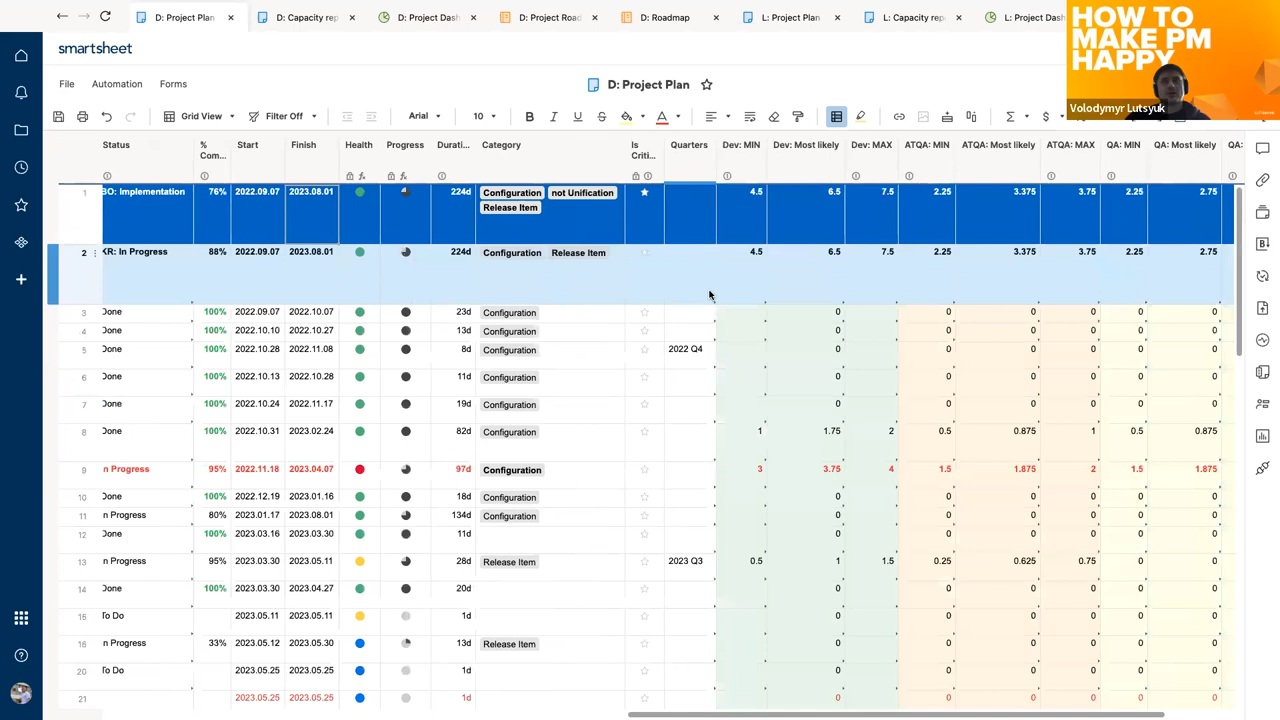 D: Project Plan
D: Capacity rep
D: Project Dash
D: Project Road
D: Roadmap
L: Project Plan
L: Capacity rep
L: Project Dash
HOW TO
MAKE PM
HAPPY
Volodymyr Lutsyuk
smartsheet
File Automation Forms
D: Project Plan
Grid View Filter Off Arial 10
Status % Com... Start Finish Health Progress Durati... Category Is Criti... Quarters Dev: MIN Dev: Most likely Dev: MAX ATQA: MIN ATQA: Most likely ATQA: MAX QA: MIN QA: Most likely QA:
1 BO: Implementation 76% 2022.09.07 2023.08.01 224d Configuration not Unification 4.5 6.5 7.5 2.25 3.375 3.75 2.25 2.75
Release Item
2 KR: In Progress 88% 2022.09.07 2023.08.01 224d Configuration Release Item 4.5 6.5 7.5 2.25 3.375 3.75 2.25 2.75
3 Done 100% 2022.09.07 2022.10.07 23d Configuration 0 0 0 0 0
4 Done 100% 2022.10.10 2022.10.27 13d Configuration 0 0 0 0 0
5 Done 100% 2022.10.28 2022.11.08 8d Configuration 2022 Q4 0 0 0 0 0
6 Done 100% 2022.10.13 2022.10.28 11d Configuration 0 0 0 0 0
7 Done 100% 2022.10.24 2022.11.17 19d Configuration 0 0 0 0 0
8 Done 100% 2022.10.31 2023.02.24 82d Configuration 1 1.75 2 0.5 0.875 1 0.5 0.875
9 n Progress 95% 2022.11.18 2023.04.07 97d Configuration 3 3.75 4 1.5 1.875 2 1.5 1.875
10 Done 100% 2022.12.19 2023.01.16 18d Configuration 0 0 0 0 0
11 n Progress 80% 2023.01.17 2023.08.01 134d Configuration 0 0 0 0 0
12 Done 100% 2023.03.16 2023.03.30 11d 0 0 0 0 0
13 n Progress 95% 2023.03.30 2023.05.11 28d Release Item 2023 Q3 0.5 1 1.5 0.25 0.625 0.75 0 0
14 Done 100% 2023.03.30 2023.04.27 20d 0 0 0 0 0
15 To Do 2023.05.11 2023.05.11 1d 0 0 0 0 0
16 n Progress 33% 2023.05.12 2023.05.30 13d Release Item 0 0 0 0 0
20 To Do 2023.05.25 2023.05.25 1d 0 0 0 0 0
21 2023.05.25 2023.05.25 1d 0 0 0 0 0